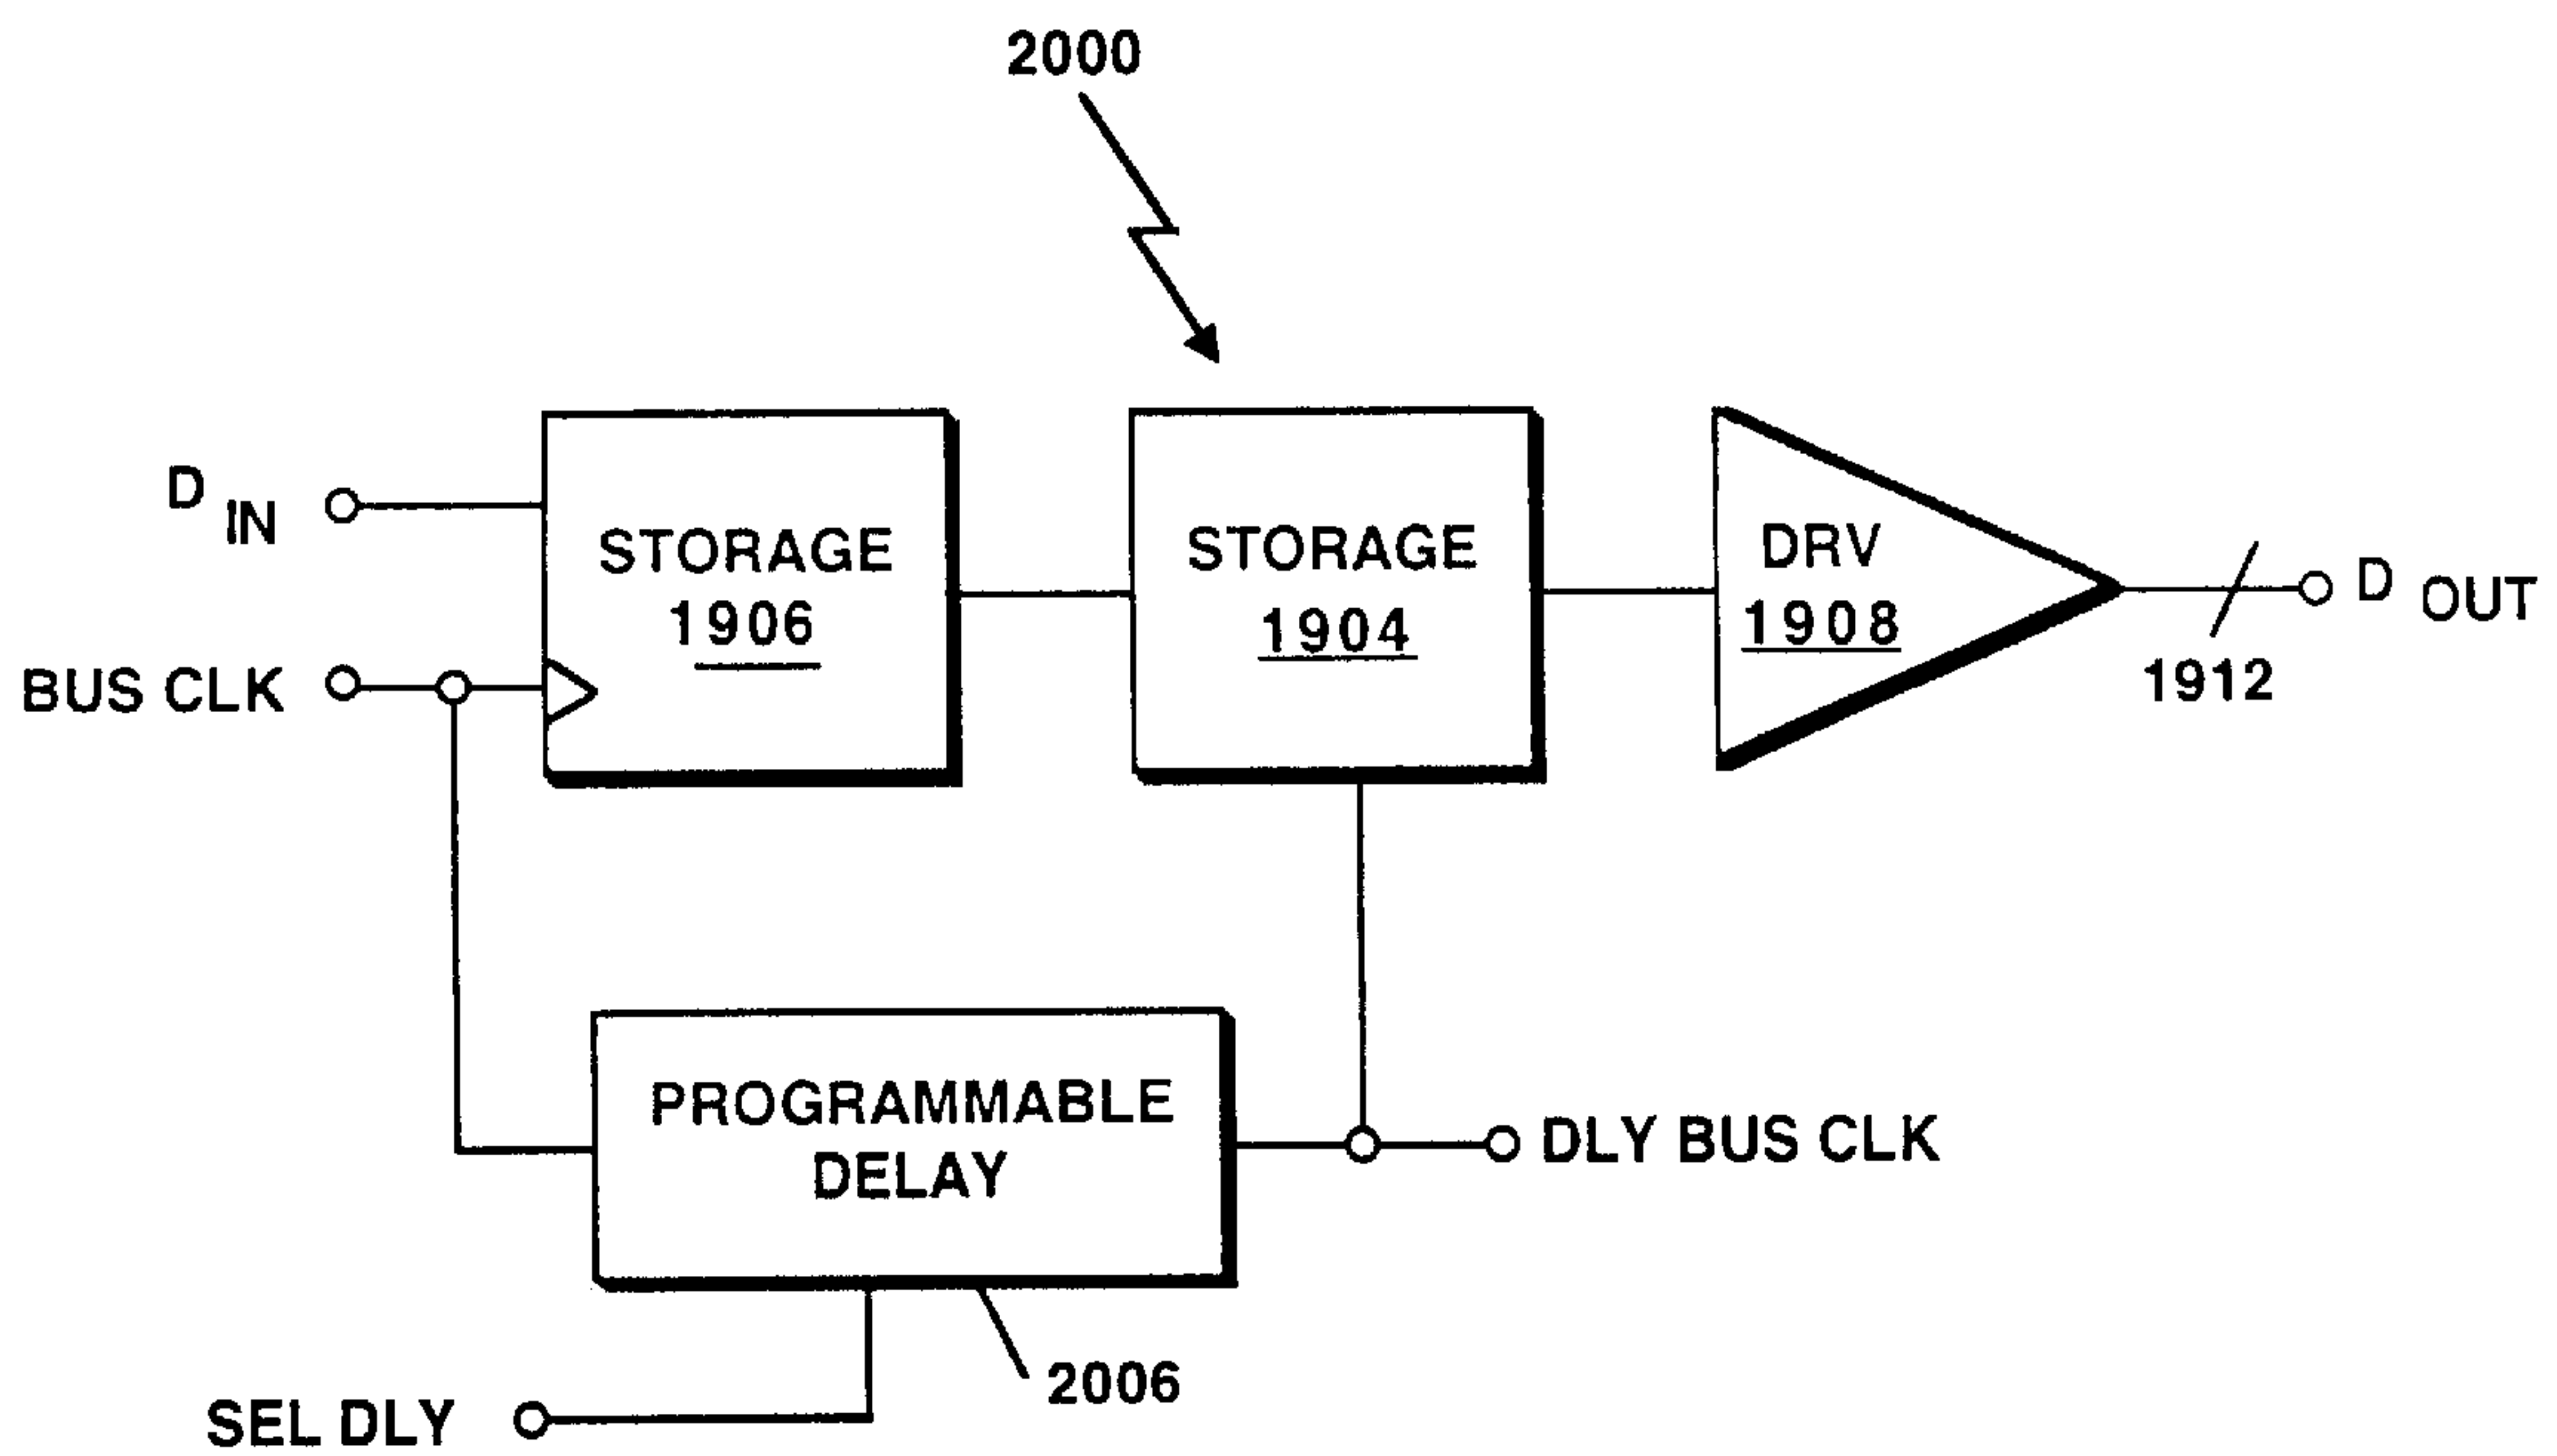 2000
D IN
STORAGE
1906
STORAGE
1904
DRV
1908
D OUT
1912
BUS CLK
PROGRAMMABLE
DELAY
DLY BUS CLK
2006
SEL DLY